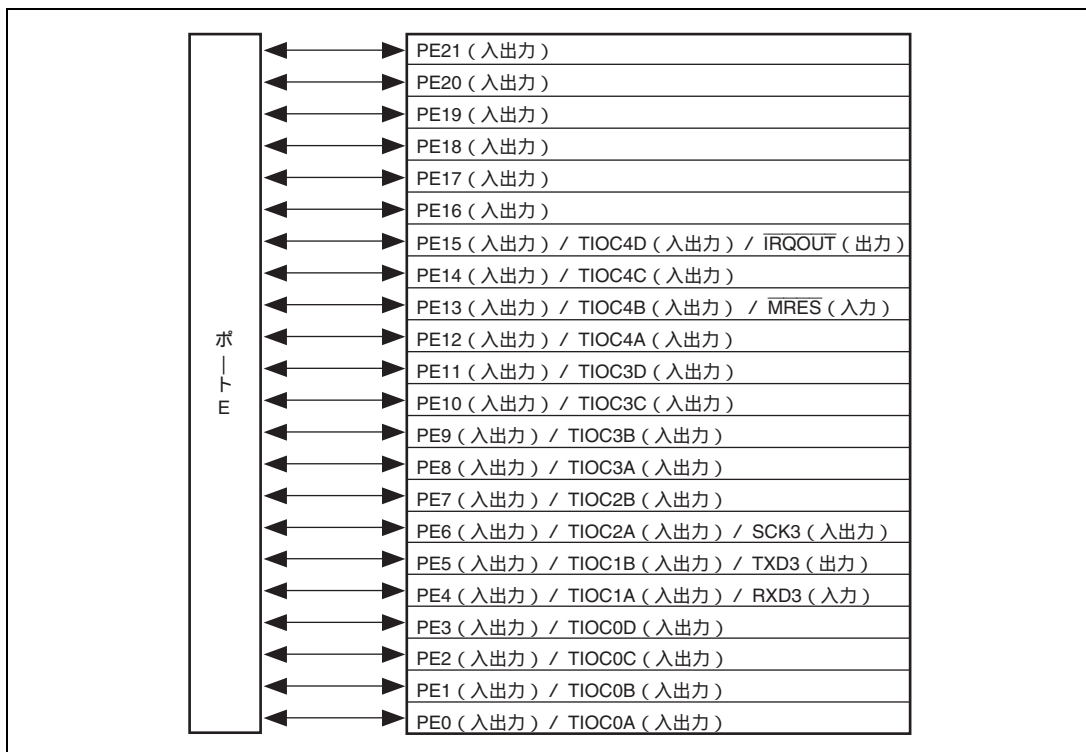 ポートE
PE21（入出力）
PE20（入出力）
PE19（入出力）
PE18（入出力）
PE17（入出力）
PE16（入出力）
PE15（入出力）/ TIOC4D（入出力）/ IRQOUT（出力）
PE14（入出力）/ TIOC4C（入出力）
PE13（入出力）/ TIOC4B（入出力） / MRES（入力）
PE12（入出力）/ TIOC4A（入出力）
PE11（入出力）/ TIOC3D（入出力）
PE10（入出力）/ TIOC3C（入出力）
PE9（入出力）/ TIOC3B（入出力）
PE8（入出力）/ TIOC3A（入出力）
PE7（入出力）/ TIOC2B（入出力）
PE6（入出力）/ TIOC2A（入出力）/ SCK3（入出力）
PE5（入出力）/ TIOC1B（入出力）/ TXD3（出力）
PE4（入出力）/ TIOC1A（入出力）/ RXD3（入力）
PE3（入出力）/ TIOC0D（入出力）
PE2（入出力）/ TIOC0C（入出力）
PE1（入出力）/ TIOC0B（入出力）
PE0（入出力）/ TIOC0A（入出力）